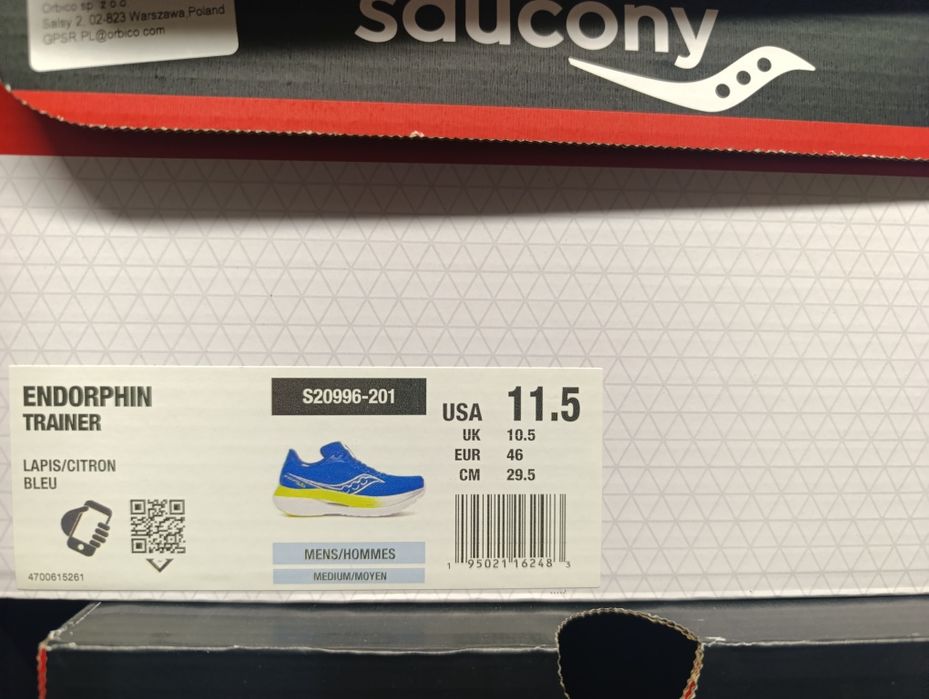 Orbico sp. z o.o.
Salsy 2, 02-823 Warszawa,Poland
GPSR.PL@orbico.com
saucony
ENDORPHIN
TRAINER
LAPIS/CITRON
BLEU
4700615261
S20996-201
MENS/HOMMES
MEDIUM/MOYEN
USA 11.5
UK 10.5
EUR 46
CM 29.5
1 95021 16248 3